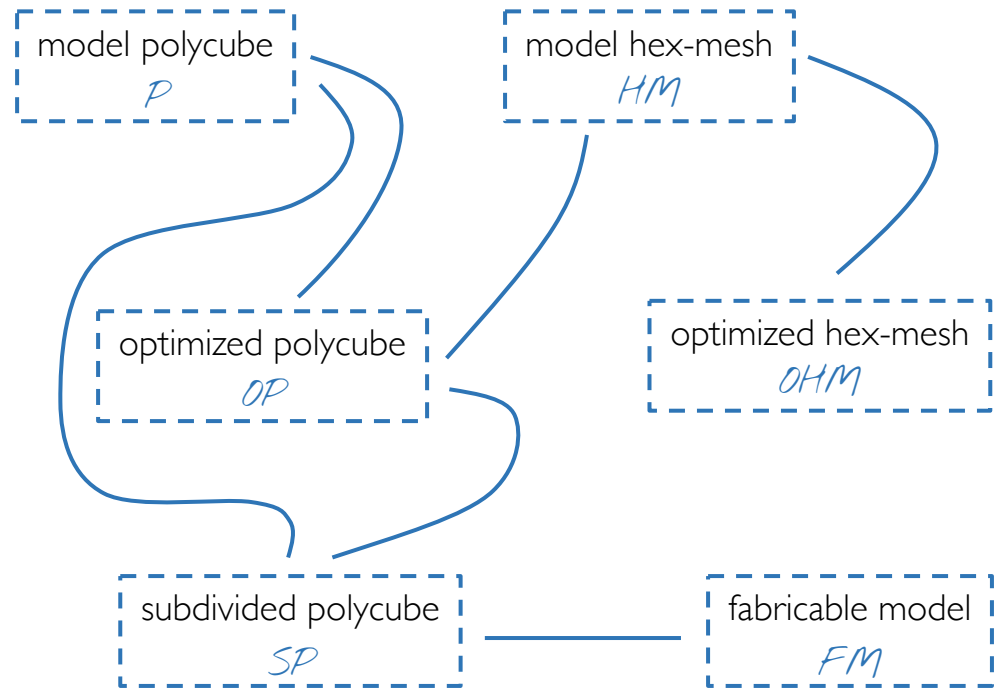 model polycube
P
model hex-mesh
HM
optimized polycube
OP
optimized hex-mesh
OHM
subdivided polycube
SP
fabricable model
FM